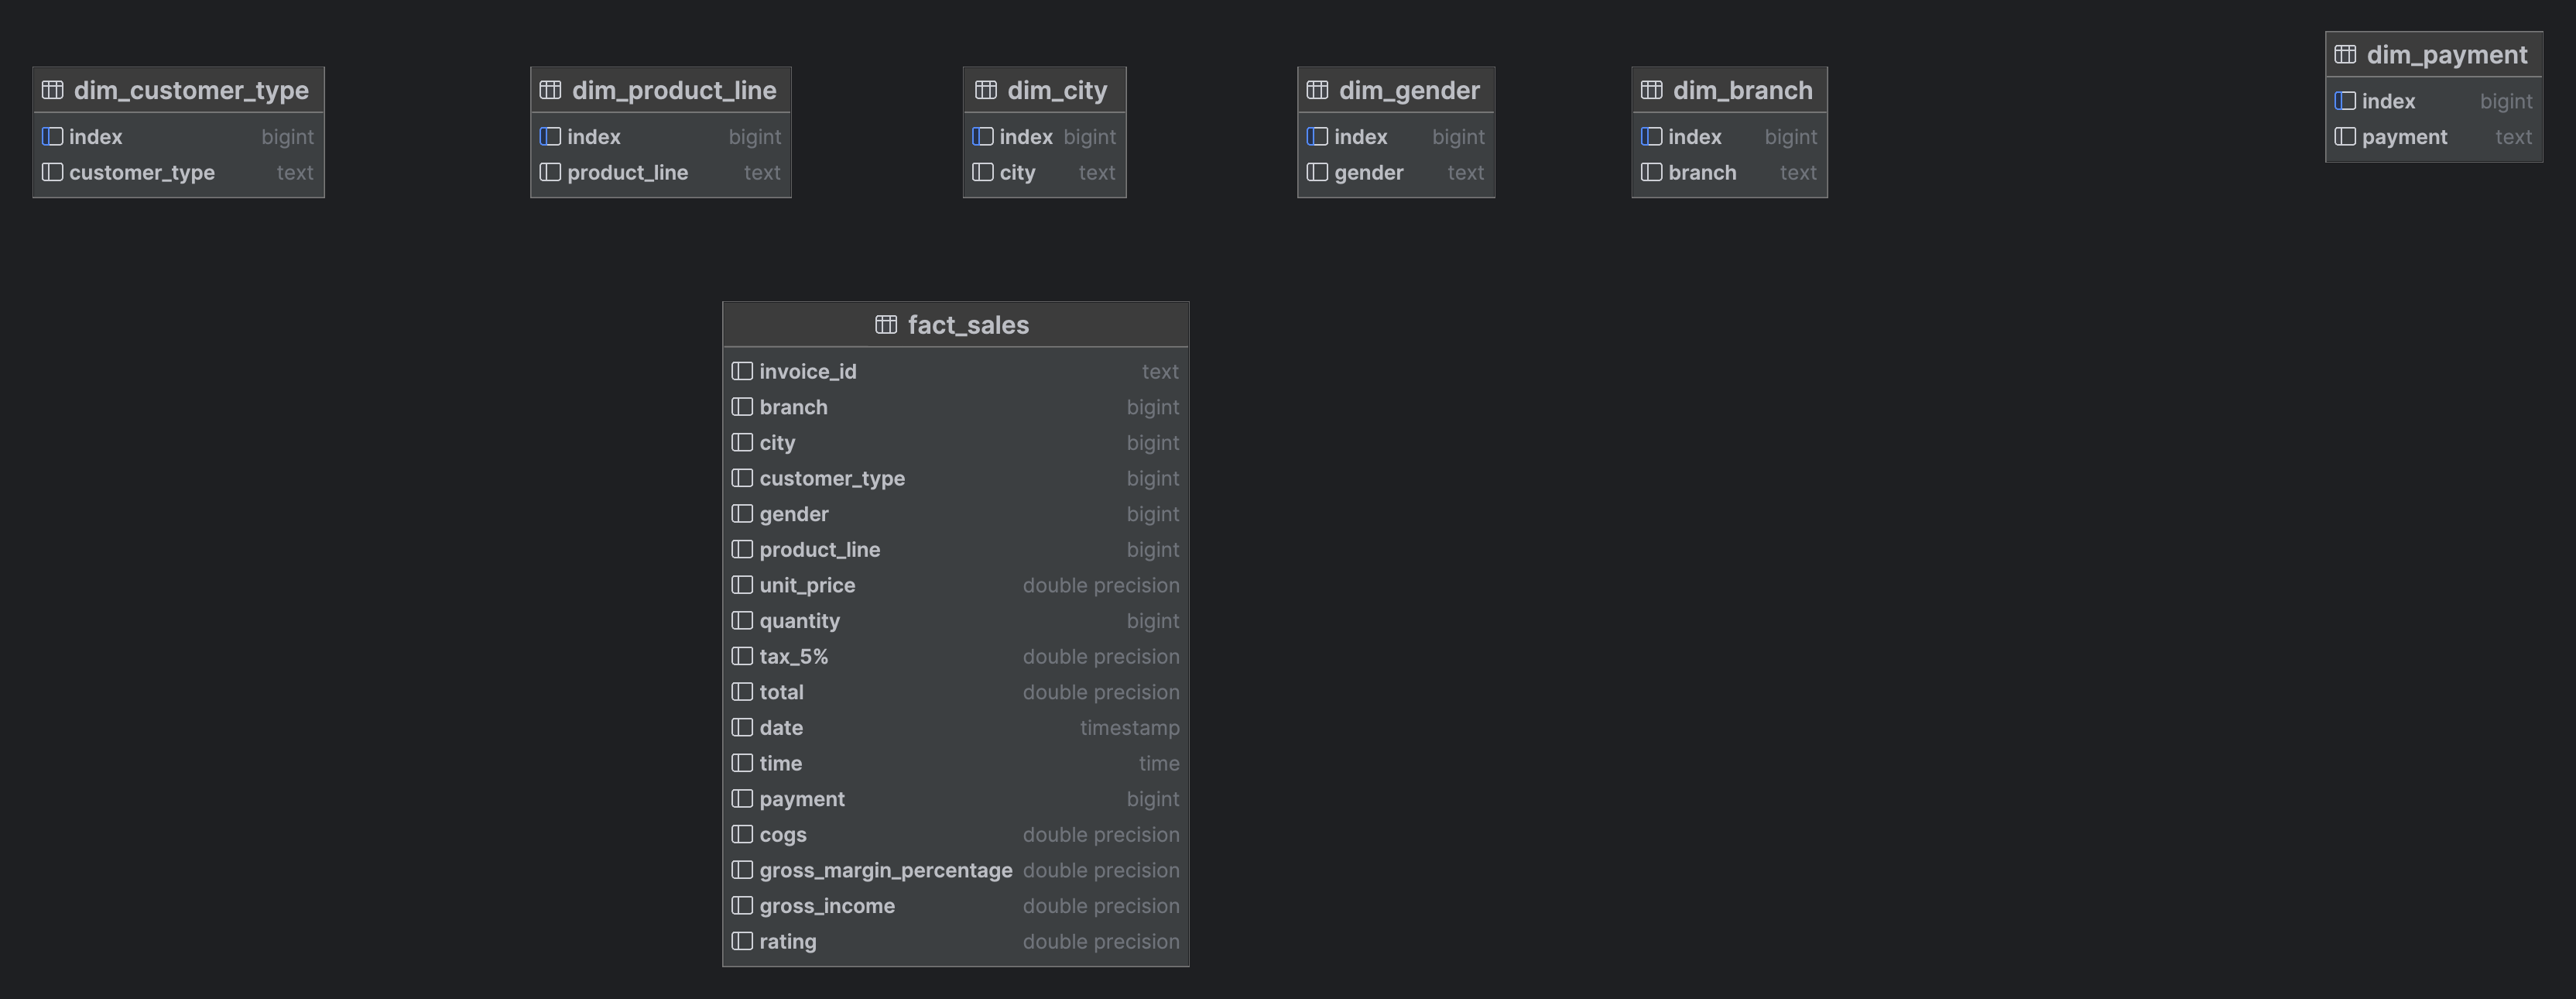 dim_customer_type
index bigint
customer_type text
dim_product_line
index bigint
product_line text
dim_city
index bigint
city text
dim_gender
index bigint
gender text
dim_branch
index bigint
branch text
dim_payment
index bigint
payment text
fact_sales
invoice_id text
branch bigint
city bigint
customer_type bigint
gender bigint
product_line bigint
unit_price double precision
quantity bigint
tax_5% double precision
total double precision
date timestamp
time time
payment bigint
cogs double precision
gross_margin_percentage double precision
gross_income double precision
rating double precision